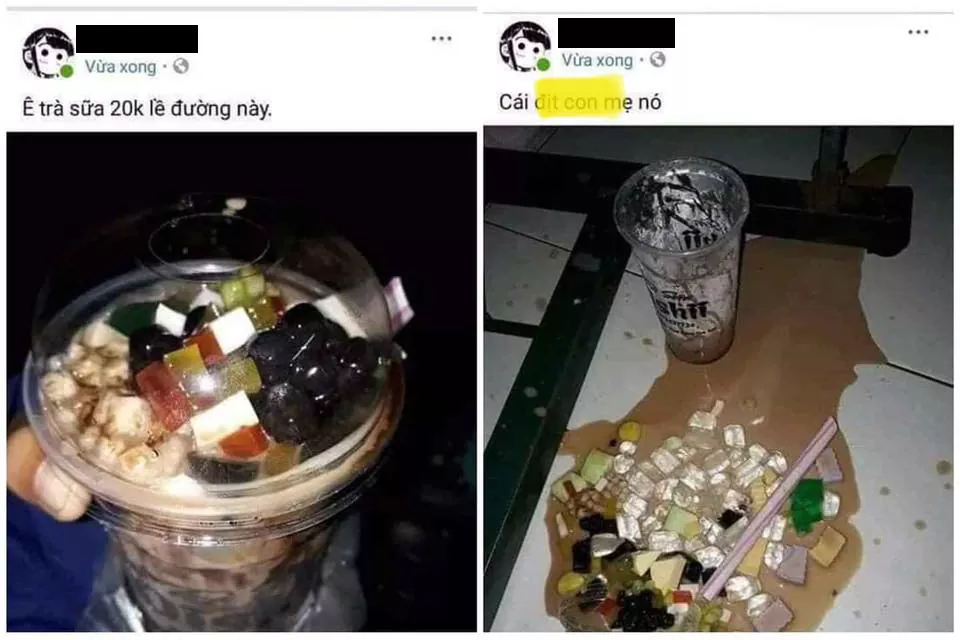 Vừa xong
Ê trà sữa 20k lề đường này.
Vừa xong
Cái địt con mẹ nó